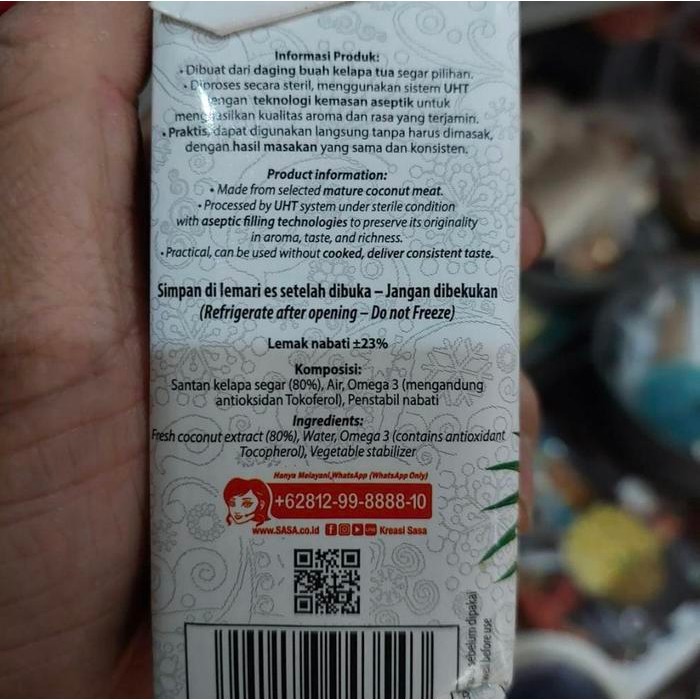 Informasi Produk:
• Dibuat dari daging buah kelapa tua segar pilihan.
• Diproses secara steril, menggunakan sistem UHT
dengan teknologi kemasan aseptik untuk
menghasilkan kualitas aroma dan rasa yang terjamin.
• Praktis, dapat digunakan langsung tanpa harus dimasak,
dengan hasil masakan yang sama dan konsisten.
Product information:
• Made from selected mature coconut meat.
• Processed by UHT system under sterile condition
with aseptic filling technologies to preserve its originality
in aroma, taste, and richness.
• Practical, can be used without cooked, deliver consistent taste.
Simpan di lemari es setelah dibuka – Jangan dibekukan
(Refrigerate after opening – Do not Freeze)
Lemak nabati ±23%
Komposisi:
Santan kelapa segar (80%), Air, Omega 3 (mengandung
antioksidan Tokoferol), Penstabil nabati
Ingredients:
Fresh coconut extract (80%), Water, Omega 3 (contains antioxidant
Tocopherol), Vegetable stabilizer
Hanya Melayani WhatsApp (WhatsApp Only)
+62812-99-8888-10
www.SASA.co.id Kreasi Sasa
sebelum dipakai
before use